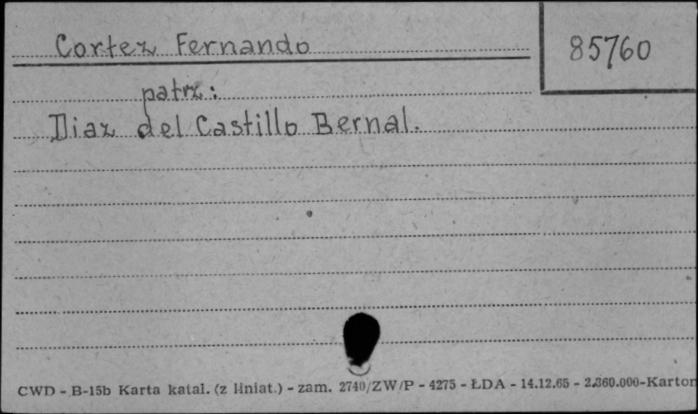 Cortez Fernando
85760
patrz:
Diaz del Castillo Bernal.
CWD - B-15b Karta katal. (z liniat.) - zam. 2740/ZW/P - 4275 - ŁDA - 14.12.65 - 2.360.000-Karton